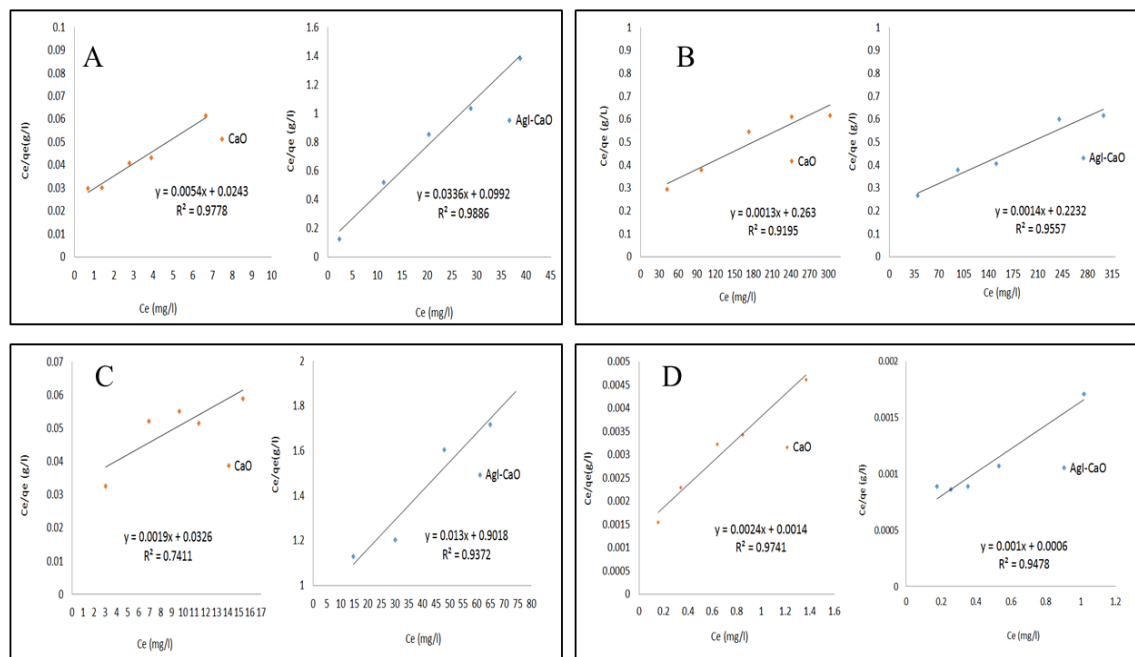 A
Ce/qe(g/l)
0.1
0.09
0.08
0.07
0.06
0.05
0.04
0.03
0.02
0.01
0
CaO
y = 0.0054x + 0.0243
R² = 0.9778
0 1 2 3 4 5 6 7 8 9 10
Ce (mg/l)
Ce/qe (g/l)
1.6
1.4
1.2
1
0.8
0.6
0.4
0.2
0
AgI-CaO
y = 0.0336x + 0.0992
R² = 0.9886
0 5 10 15 20 25 30 35 40 45
Ce (mg/l)
B
Ce/qe (g/L)
1
0.9
0.8
0.7
0.6
0.5
0.4
0.3
0.2
0.1
0
CaO
y = 0.0013x + 0.263
R² = 0.9195
0 30 60 90 120 150 180 210 240 270 300
Ce (mg/l)
Ce/qe (g/l)
1
0.9
0.8
0.7
0.6
0.5
0.4
0.3
0.2
0.1
0
AgI-CaO
y = 0.0014x + 0.2232
R² = 0.9557
0 35 70 105 140 175 210 245 280 315
Ce (mg/l)
C
Ce/qe(g/l)
0.07
0.06
0.05
0.04
0.03
0.02
0.01
0
CaO
y = 0.0019x + 0.0326
R² = 0.7411
0 1 2 3 4 5 6 7 8 9 10 11 12 13 14 15 16 17
Ce (mg/l)
Ce/qe(g/l)
2
1.8
1.6
1.4
1.2
1
AgI-CaO
y = 0.013x + 0.9018
R² = 0.9372
0 5 10 15 20 25 30 35 40 45 50 55 60 65 70 75 80
Ce (mg/l)
D
Ce/qe(g/l)
0.005
0.0045
0.004
0.0035
0.003
0.0025
0.002
0.0015
0.001
0.0005
0
CaO
y = 0.0024x + 0.0014
R² = 0.9741
0 0.2 0.4 0.6 0.8 1 1.2 1.4 1.6
Ce (mg/l)
Ce/qe(g/l)
0.002
0.0015
0.001
0.0005
0
AgI-CaO
y = 0.001x + 0.0006
R² = 0.9478
0 0.2 0.4 0.6 0.8 1 1.2
Ce (mg/l)